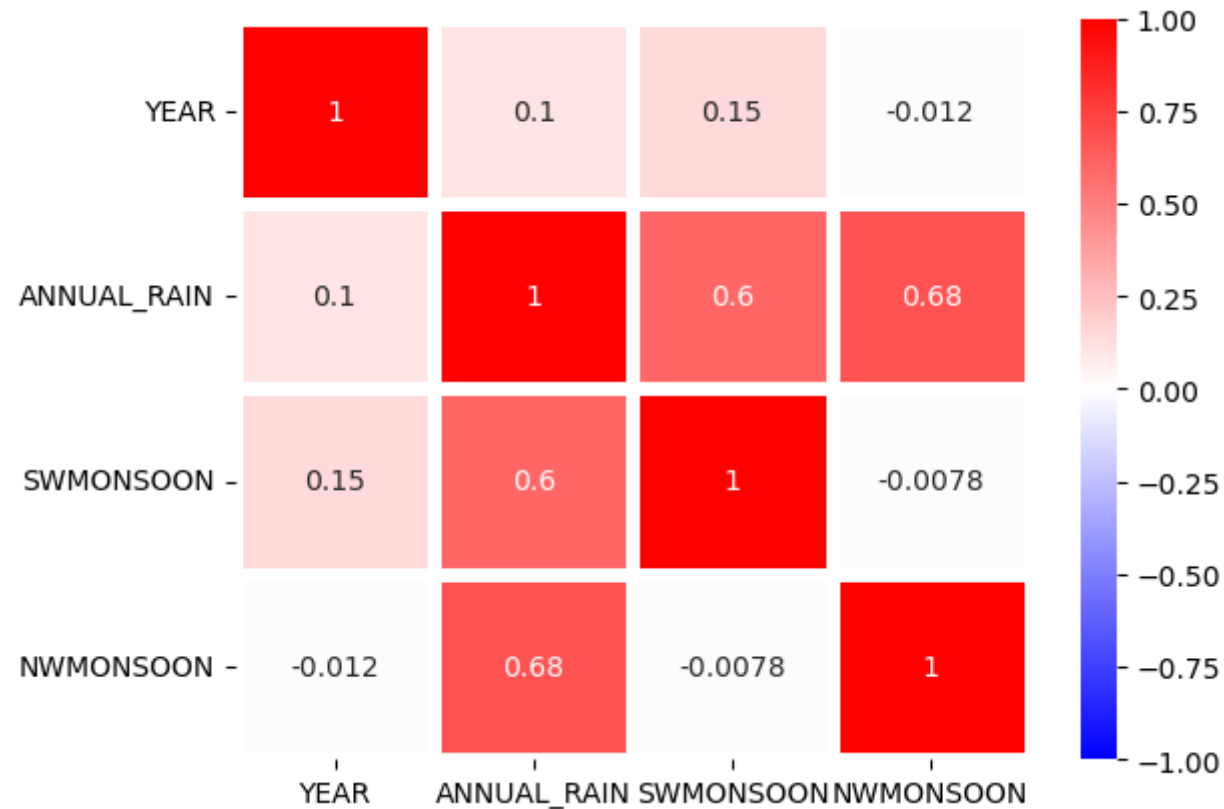 1.00
YEAR 1 0.1 0.15 -0.012
0.75
0.50
ANNUAL_RAIN 0.1 1 0.6 0.68
0.25
0.00
SWMONSOON 0.15 0.6 1 -0.0078
−0.25
−0.50
NWMONSOON -0.012 0.68 -0.0078 1
−0.75
−1.00
YEAR ANNUAL_RAIN SWMONSOON NWMONSOON